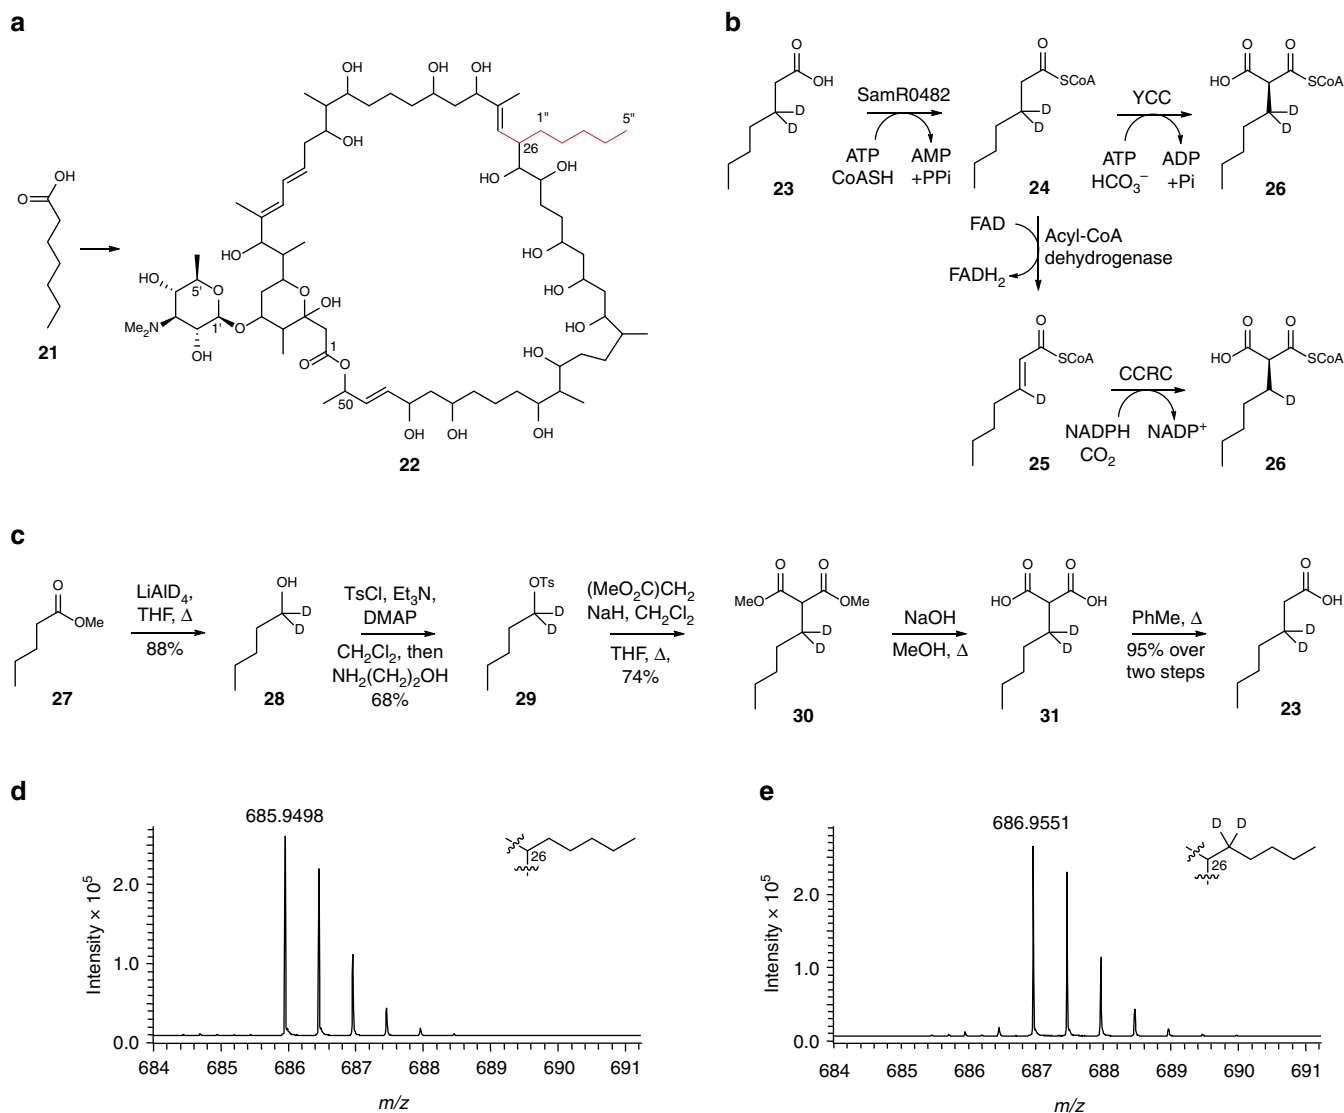 a
OH
OH
OH
OH
1"
5"
26
OH
OH
O
HO
OH
HO
O
OH
HO
5'
O
Me₂N
1'
OH
O
1
O
O
50
OH
OH
OH
HO
HO
HO
HO
21
22
b
O
OH
D
D
23
SamR0482
ATP
CoASH
AMP
+PPi
O
SCoA
D
D
24
YCC
ATP
HCO₃⁻
ADP
+Pi
O
O
HO
SCoA
D
D
26
FAD
FADH₂
Acyl-CoA
dehydrogenase
O
SCoA
D
25
CCRC
NADPH
CO₂
NADP⁺
O
O
HO
SCoA
D
26
c
O
OMe
27
LiAlD₄,
THF, Δ
88%
OH
D
D
28
TsCl, Et₃N,
DMAP
CH₂Cl₂, then
NH₂(CH₂)₂OH
68%
OTs
D
D
29
(MeO₂C)CH₂
NaH, CH₂Cl₂
THF, Δ,
74%
O
O
MeO
OMe
D
D
30
NaOH
MeOH, Δ
O
O
HO
OH
D
D
31
PhMe, Δ
95% over
two steps
O
OH
D
D
23
d
685.9498
26
Intensity × 10⁵
2.0
1.0
0.0
684 685 686 687 688 689 690 691
m/z
e
686.9551
D D
26
Intensity × 10⁵
2.0
1.0
0.0
684 685 686 687 688 689 690 691
m/z